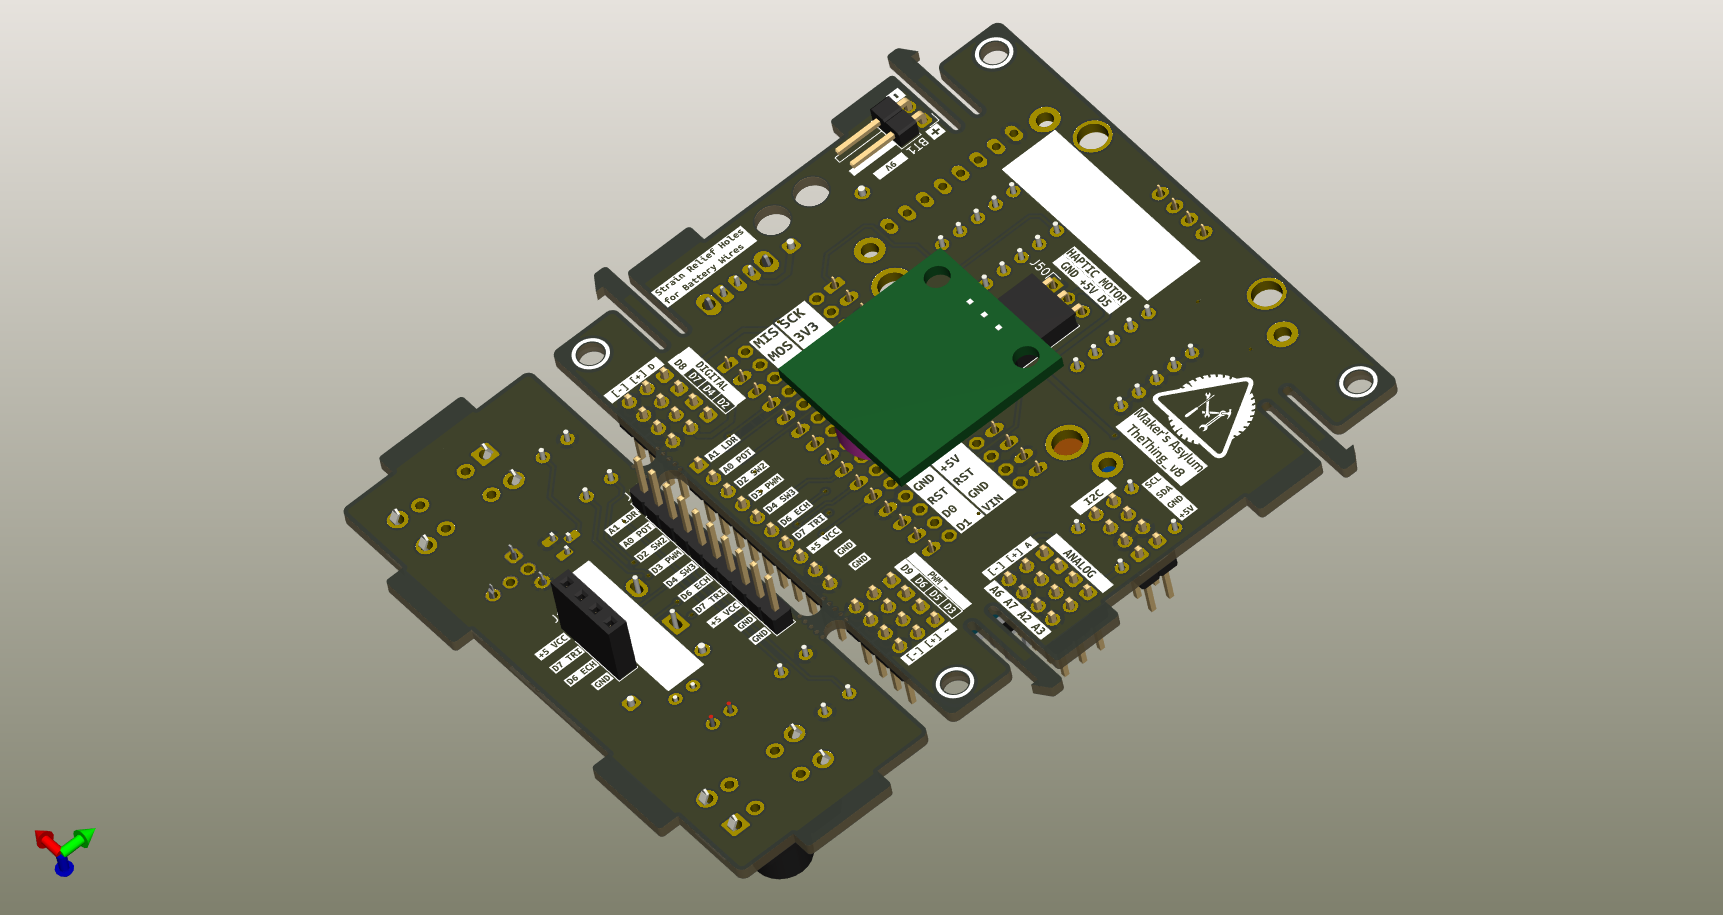 -
+
BT1
A6
Strain Relief Holes
for Battery Wires
HAPTIC MOTOR
GND +5V D5
MIS SCK
MOS 3V3
[-] [+] D
DIGITAL
D8 D7 D4 D2
A1 LDR
A0 POT
D2 SW2
D3 PWM
D4 SW3
D6 ECH
D7 TRI
+5 VCC
GND
GND
A1 LDR
A0 POT
D2 SW2
D3 PWM
D4 SW3
D6 ECH
D7 TRI
+5 VCC
GND
GND
+5 VCC
D7 TRI
D6 ECH
GND
GND +5V
RST RST
D0 GND
D1 VIN
Maker's Asylum
TheThing_v8
I2C
SCL
SDA
GND
+5V
[-] [+] A
ANALOG
A6 A7 A2 A3
PWM ~
D9 D6 D5 D3
[-] [+] ~